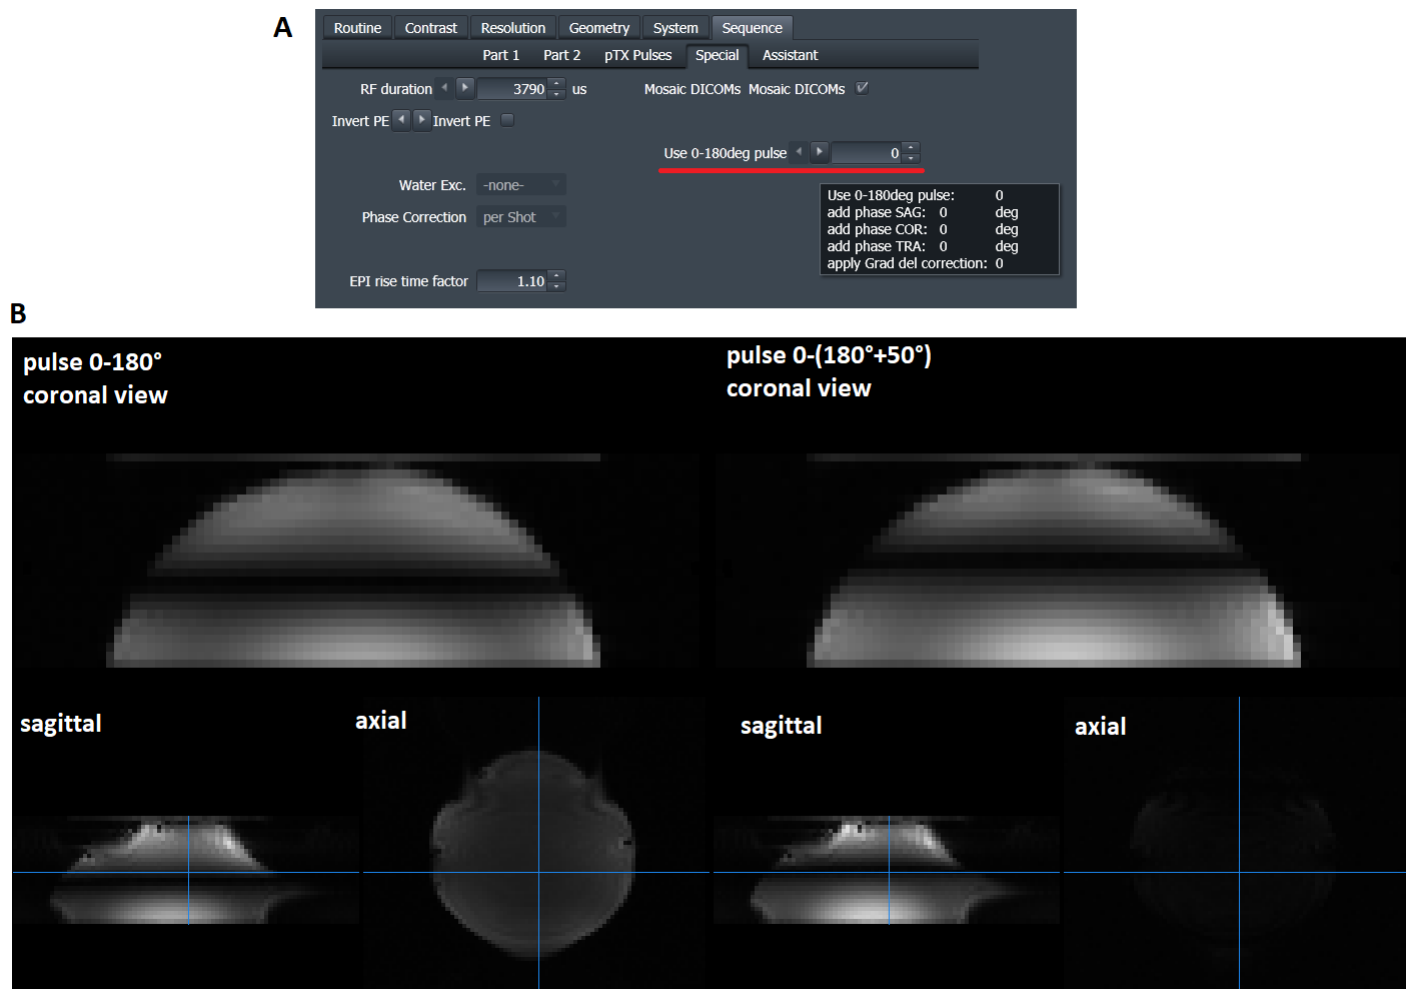 A
Routine Contrast Resolution Geometry System Sequence
Part 1 Part 2 pTX Pulses Special Assistant
RF duration 3790 us Mosaic DICOMs Mosaic DICOMs
Invert PE Invert PE
Use 0-180deg pulse 0
Water Exc. -none-
Phase Correction per Shot
Use 0-180deg pulse: 0
add phase SAG: 0 deg
add phase COR: 0 deg
add phase TRA: 0 deg
apply Grad del correction: 0
EPI rise time factor 1.10
B
pulse 0-180°
coronal view
pulse 0-(180°+50°)
coronal view
sagittal
axial
sagittal
axial